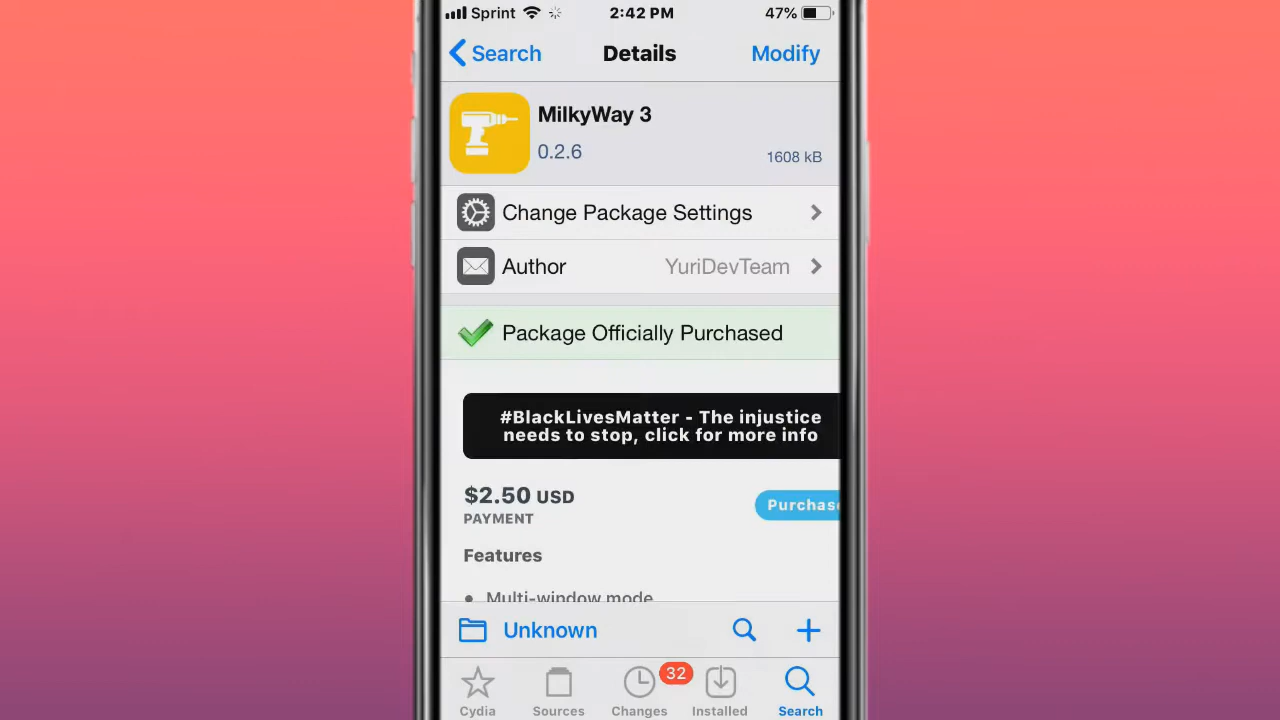 Sprint 2:42 PM 47%
Search Details Modify
MilkyWay 3
0.2.6 1608 kB
Change Package Settings
Author YuriDevTeam
Package Officially Purchased
#BlackLivesMatter - The injustice
needs to stop, click for more info
$2.50 USD Purchas
PAYMENT
Features
• Multi-window mode
Unknown
32
Cydia Sources Changes Installed Search